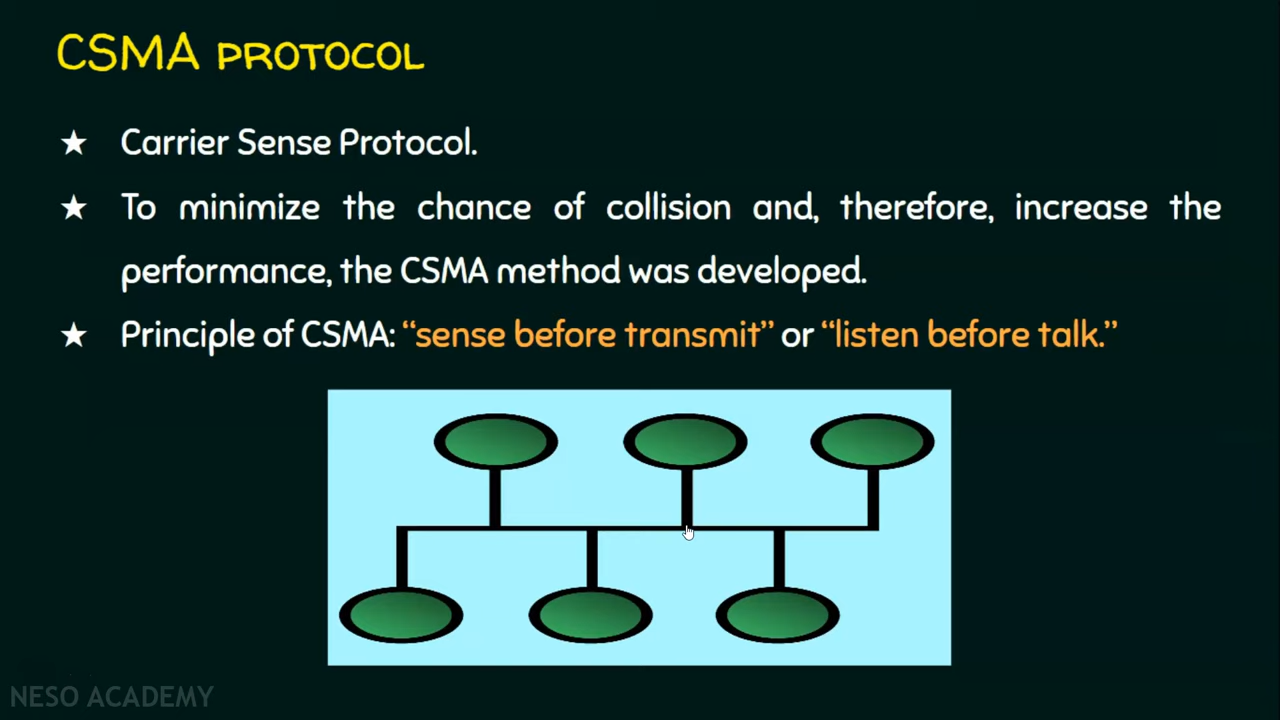 CSMA PROTOCOL
★ Carrier Sense Protocol.
★ To minimize the chance of collision and, therefore, increase the
performance, the CSMA method was developed.
★ Principle of CSMA: “sense before transmit” or “listen before talk.”
NESO ACADEMY